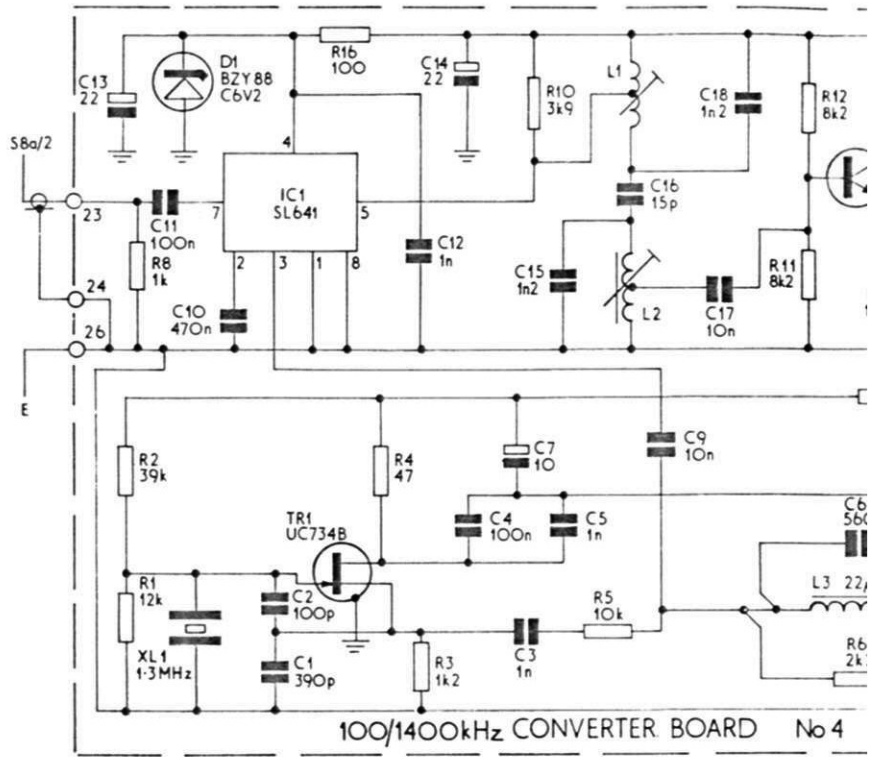 D1
BZY 88
C6V2
R16
100
C13
22
C14
22
R10
3k9
L1
C18
1n2
R12
8k2
S8a/2
4
IC1
SL641
7
5
23
C11
100n
R8
1k
2
3
1
8
C12
1n
C16
15p
C15
1n2
L2
C17
10n
R11
8k2
24
C10
470n
26
E
R2
39k
R4
47
C7
10
C9
10n
TR1
UC734B
C4
100n
C5
1n
R1
12k
C2
100p
R5
10k
L3
XL1
1·3MHz
C1
390p
R3
1k2
C3
1n
100/1400kHz CONVERTER BOARD No 4